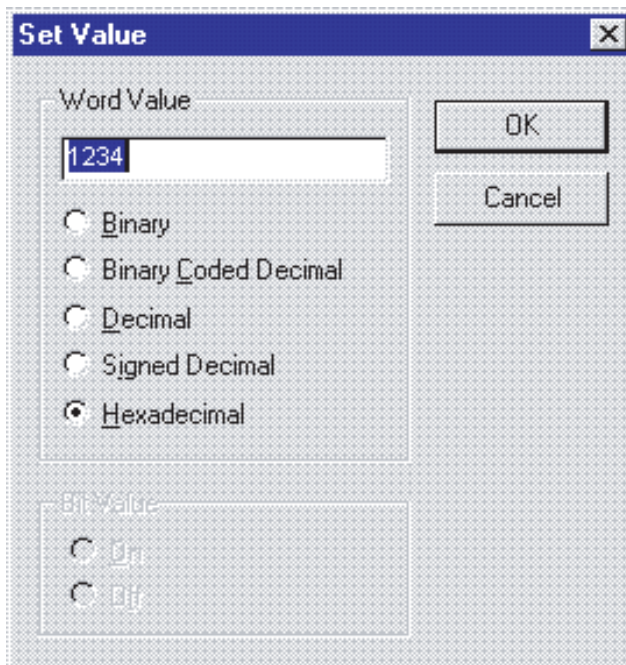 Set Value
Word Value
1234
OK
Cancel
Binary
Binary Coded Decimal
Decimal
Signed Decimal
Hexadecimal
Bit Value
On
Off